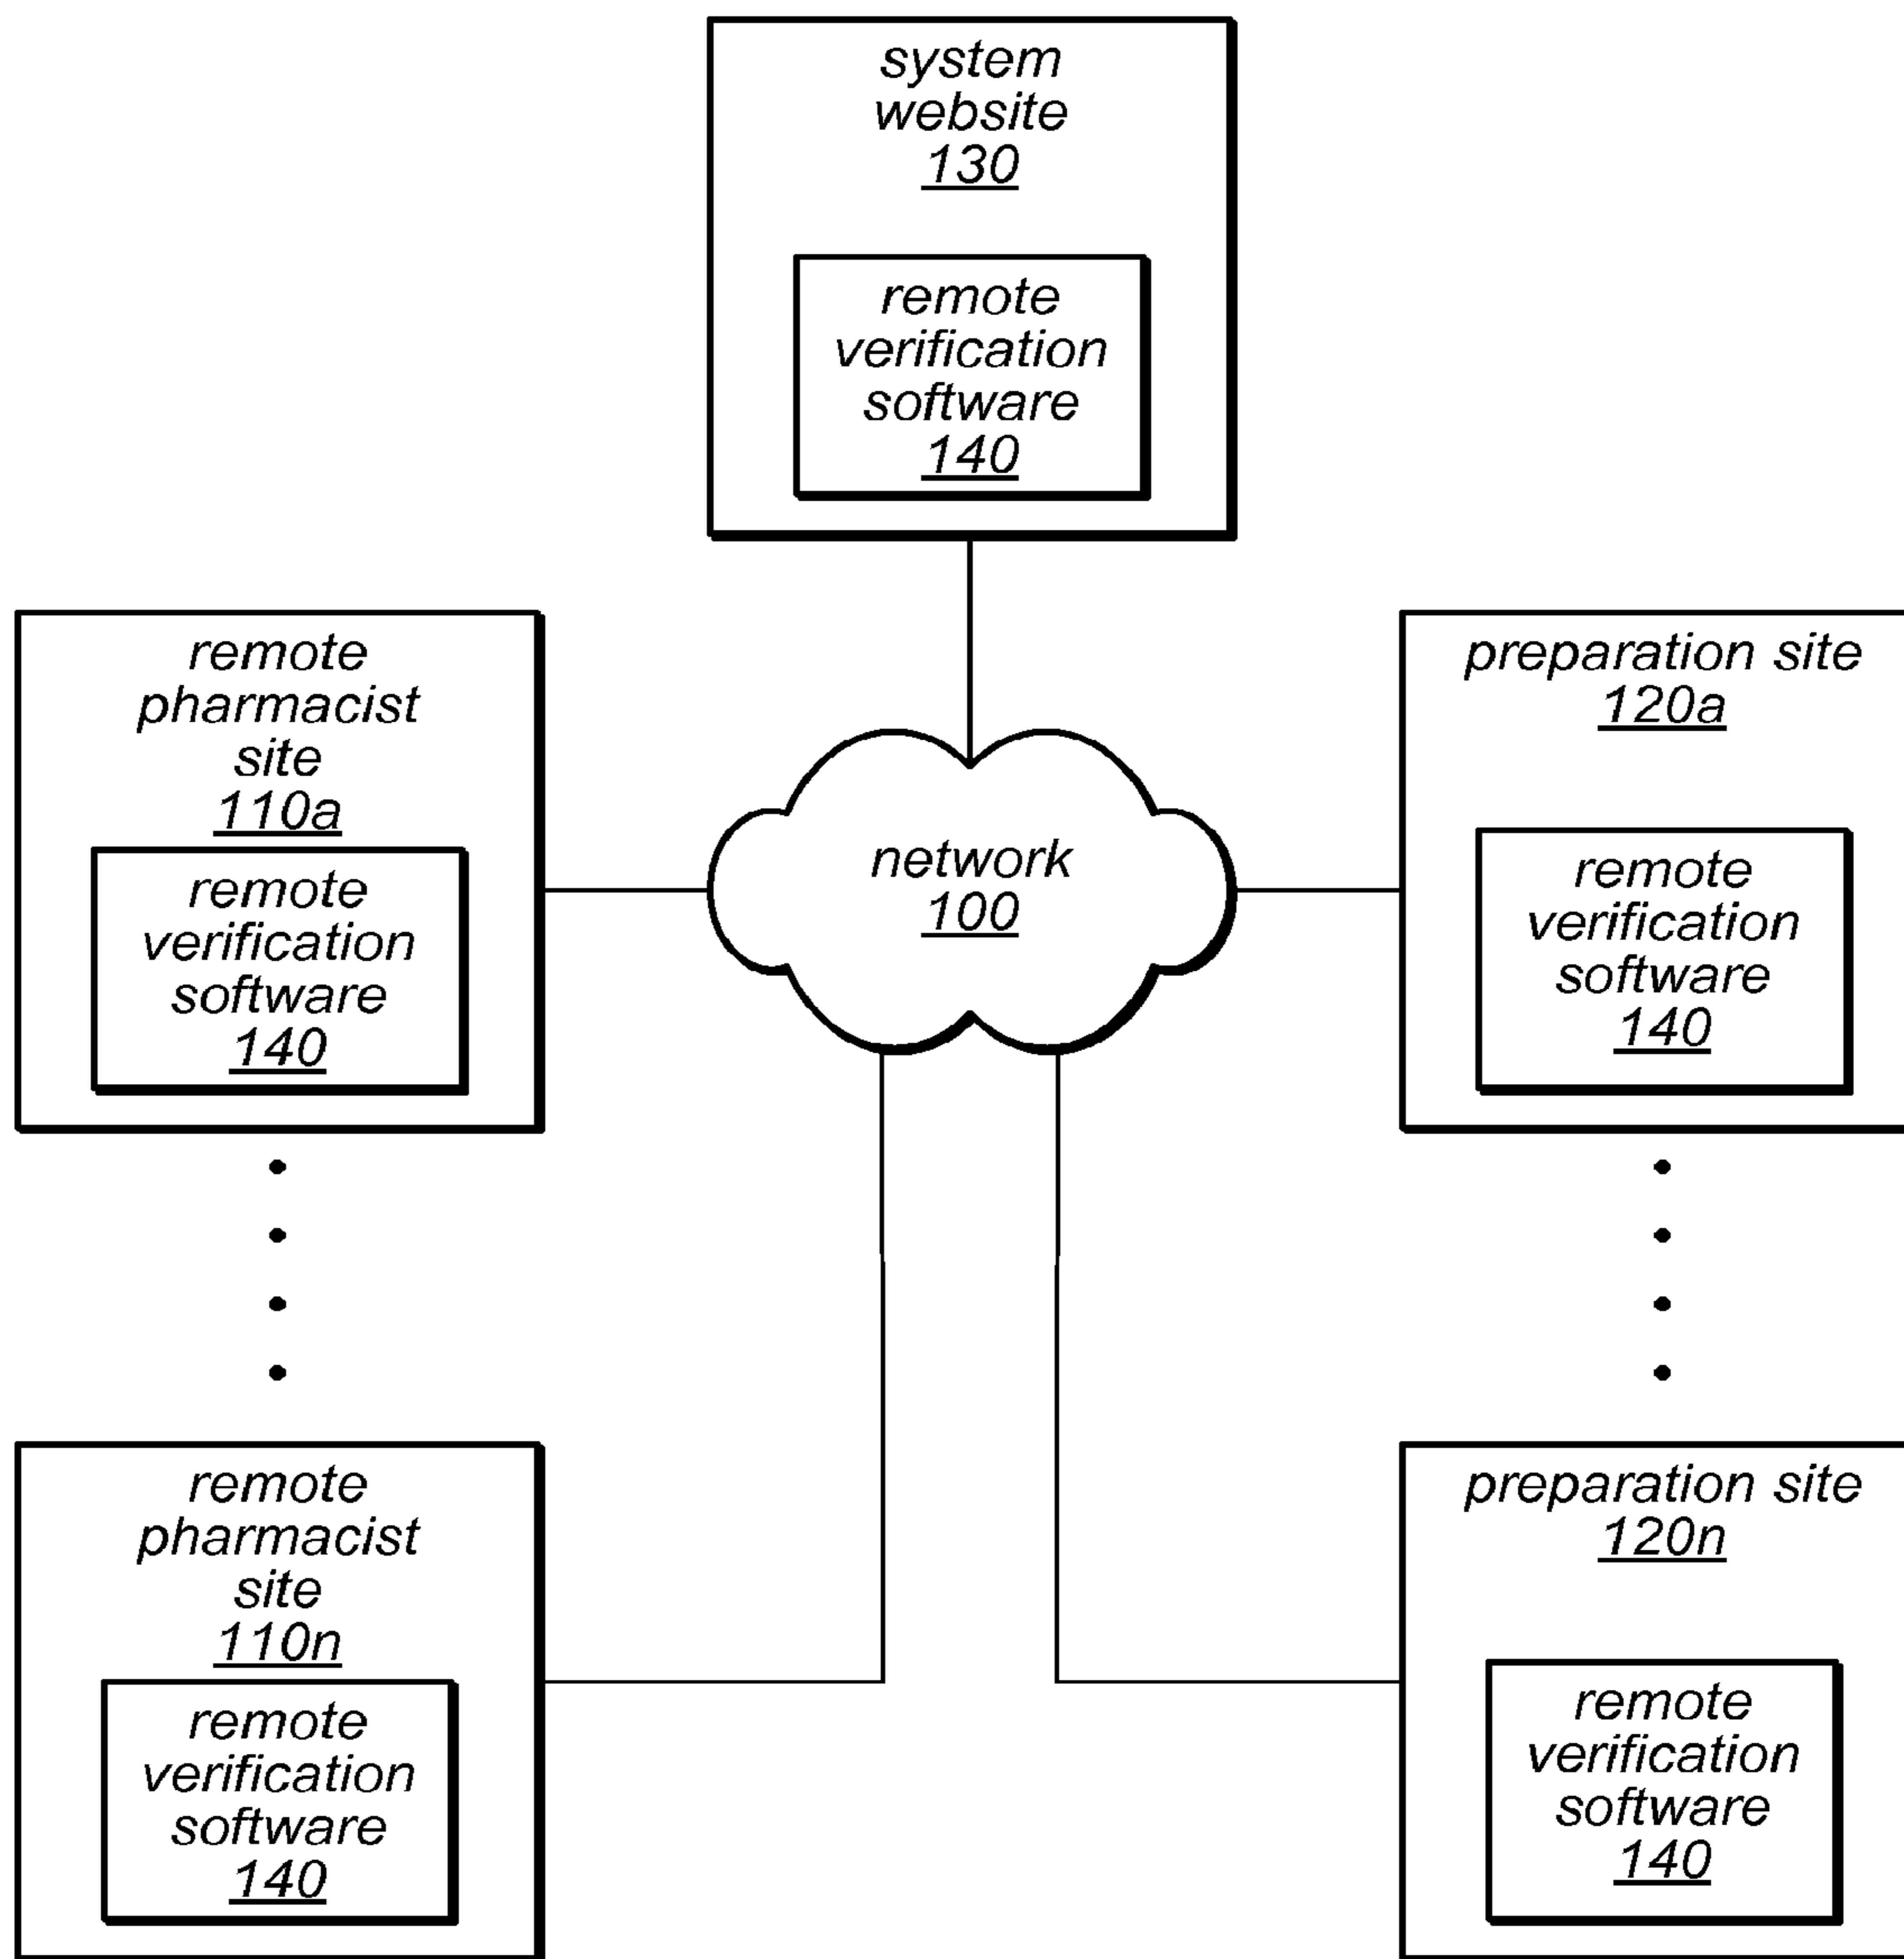 system
website
130
remote
verification
software
140
remote
pharmacist
site
110a
remote
verification
software
140
network
100
preparation site
120a
remote
verification
software
140
remote
pharmacist
site
110n
remote
verification
software
140
preparation site
120n
remote
verification
software
140